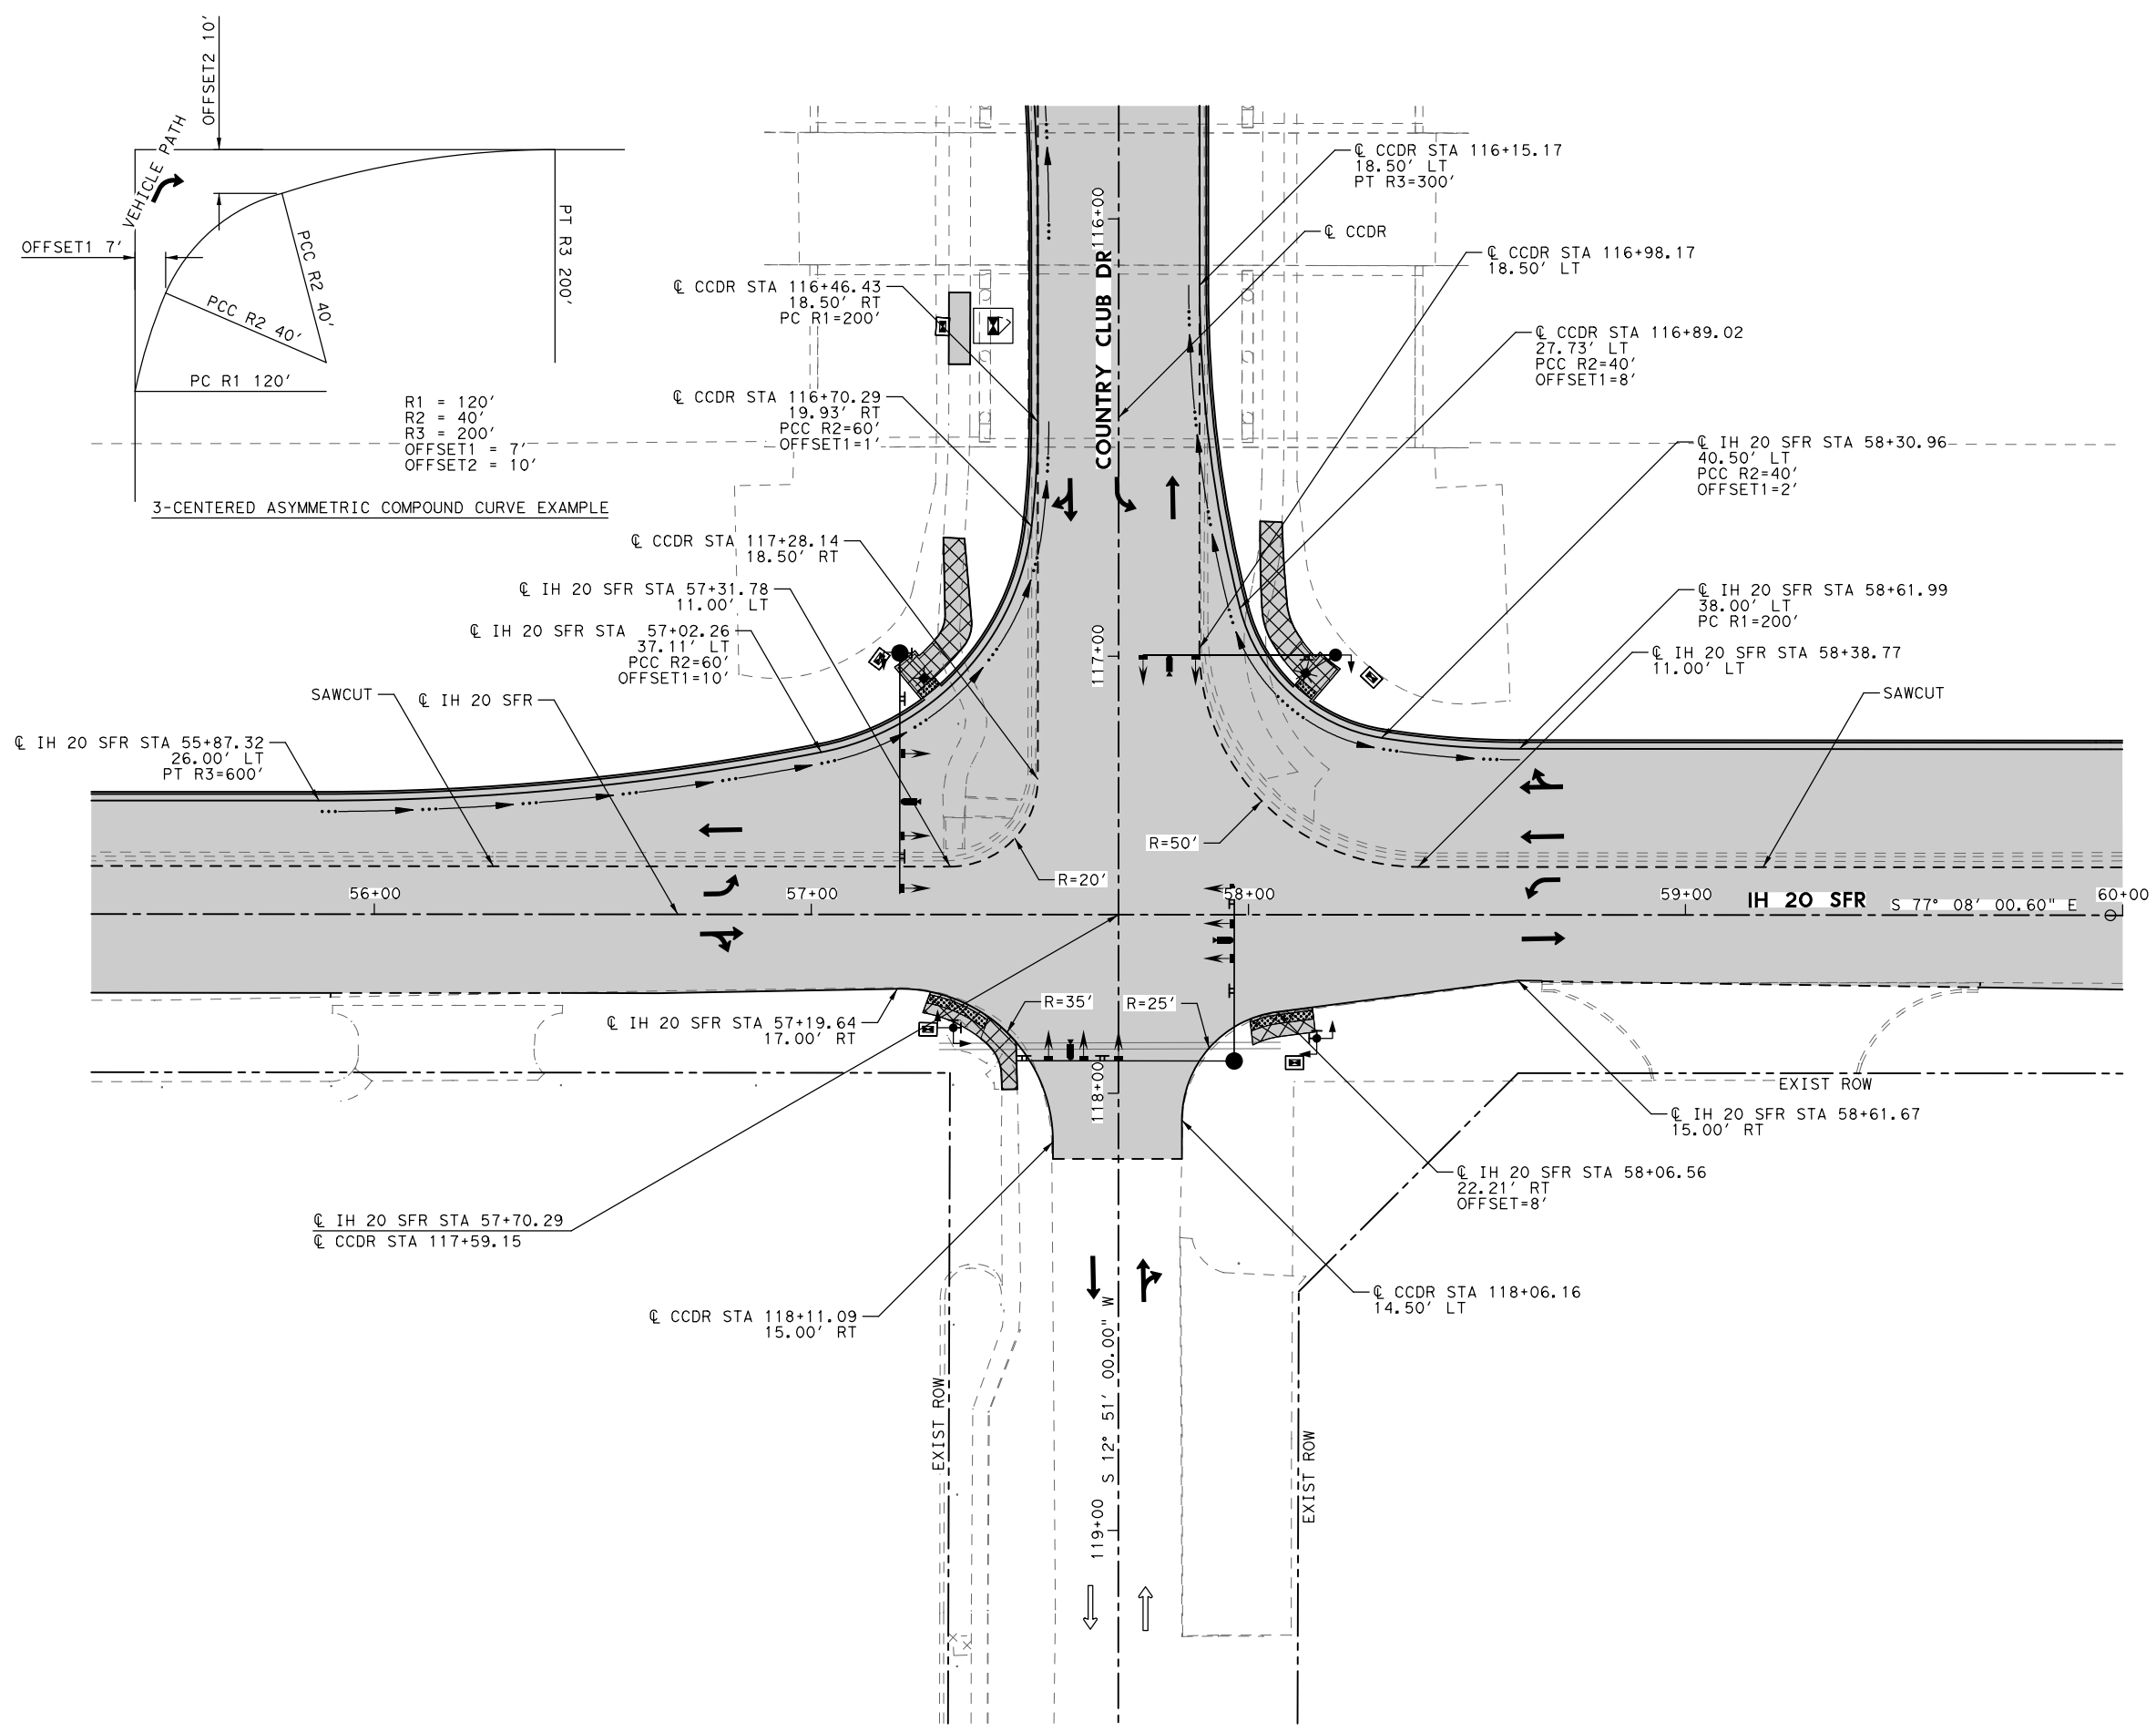 OFFSET2 10'
VEHICLE PATH
OFFSET1 7'
PCC R2 40'
PCC R2 40'
PT R3 200'
PC R1 120'
R1 = 120'
R2 = 40'
R3 = 200'
OFFSET1 = 7'
OFFSET2 = 10'
3-CENTERED ASYMMETRIC COMPOUND CURVE EXAMPLE
℄ CCDR STA 116+15.17
18.50' LT
PT R3=300'
℄ CCDR
℄ CCDR STA 116+98.17
18.50' LT
℄ CCDR STA 116+89.02
27.73' LT
PCC R2=40'
OFFSET1=8'
℄ IH 20 SFR STA 58+30.96
40.50' LT
PCC R2=40'
OFFSET1=2'
℄ IH 20 SFR STA 58+61.99
38.00' LT
PC R1=200'
℄ IH 20 SFR STA 58+38.77
11.00' LT
SAWCUT
116+00
COUNTRY CLUB DR
117+00
℄ CCDR STA 116+46.43
18.50' RT
PC R1=200'
℄ CCDR STA 116+70.29
19.93' RT
PCC R2=60'
OFFSET1=1'
℄ CCDR STA 117+28.14
18.50' RT
℄ IH 20 SFR STA 57+31.78
11.00' LT
℄ IH 20 SFR STA 57+02.26
37.11' LT
PCC R2=60'
OFFSET1=10'
SAWCUT
℄ IH 20 SFR
℄ IH 20 SFR STA 55+87.32
26.00' LT
PT R3=600'
R=50'
R=20'
56+00
57+00
58+00
59+00
IH 20 SFR
S 77° 08' 00.60" E
60+00
R=35'
R=25'
℄ IH 20 SFR STA 57+19.64
17.00' RT
118+00
EXIST ROW
℄ IH 20 SFR STA 58+61.67
15.00' RT
℄ IH 20 SFR STA 58+06.56
22.21' RT
OFFSET=8'
℄ IH 20 SFR STA 57+70.29
℄ CCDR STA 117+59.15
℄ CCDR STA 118+06.16
14.50' LT
℄ CCDR STA 118+11.09
15.00' RT
S 12° 51' 00.00" W
EXIST ROW
EXIST ROW
119+00